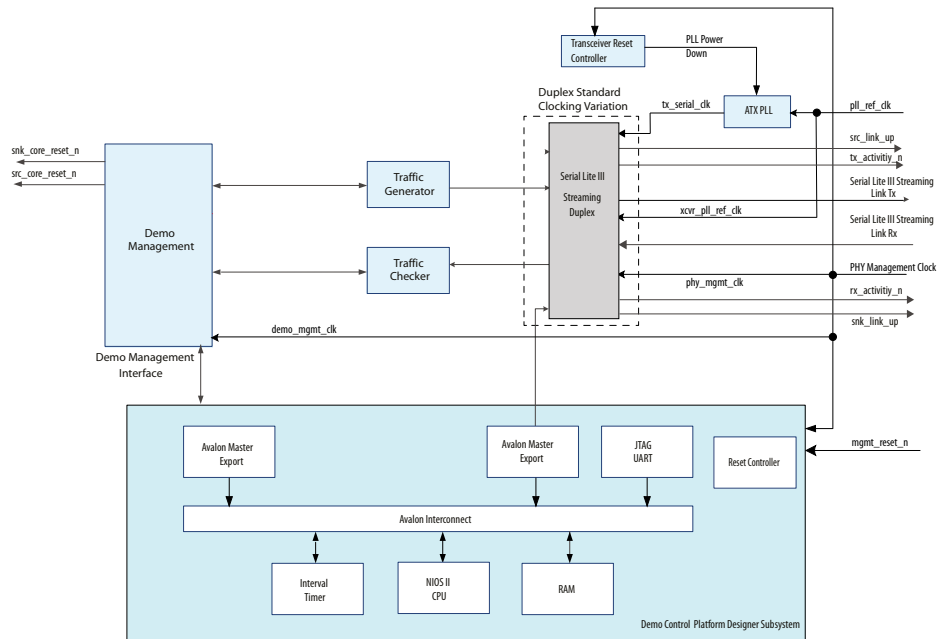 Transceiver Reset
Controller
PLL Power
Down
Duplex Standard
Clocking Variation
tx_serial_clk
ATX PLL
pll_ref_clk
snk_core_reset_n
src_core_reset_n
src_link_up
tx_activitiy_n
Demo
Management
Traffic
Generator
Serial Lite III
Streaming
Duplex
Serial Lite III Streaming
Link Tx
xcvr_pll_ref_clk
Serial Lite III Streaming
Link Rx
Traffic
Checker
PHY Management Clock
phy_mgmt_clk
rx_activitiy_n
snk_link_up
demo_mgmt_clk
Demo Management
Interface
Avalon Master
Export
Avalon Master
Export
JTAG
UART
Reset Controller
mgmt_reset_n
Avalon Interconnect
Interval
Timer
NIOS II
CPU
RAM
Demo Control Platform Designer Subsystem